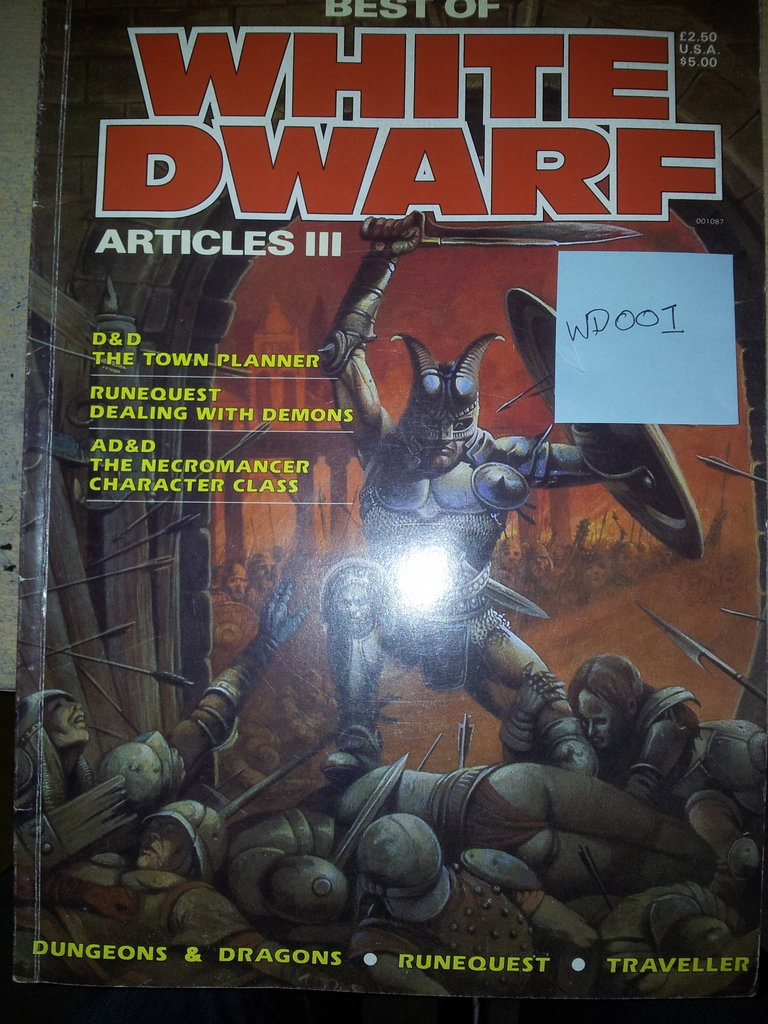 BEST OF
WHITE
DWARF
£2.50
U.S.A.
$5.00
001087
ARTICLES III
WD001
D&D
THE TOWN PLANNER
RUNEQUEST
DEALING WITH DEMONS
AD&D
THE NECROMANCER
CHARACTER CLASS
DUNGEONS & DRAGONS • RUNEQUEST • TRAVELLER